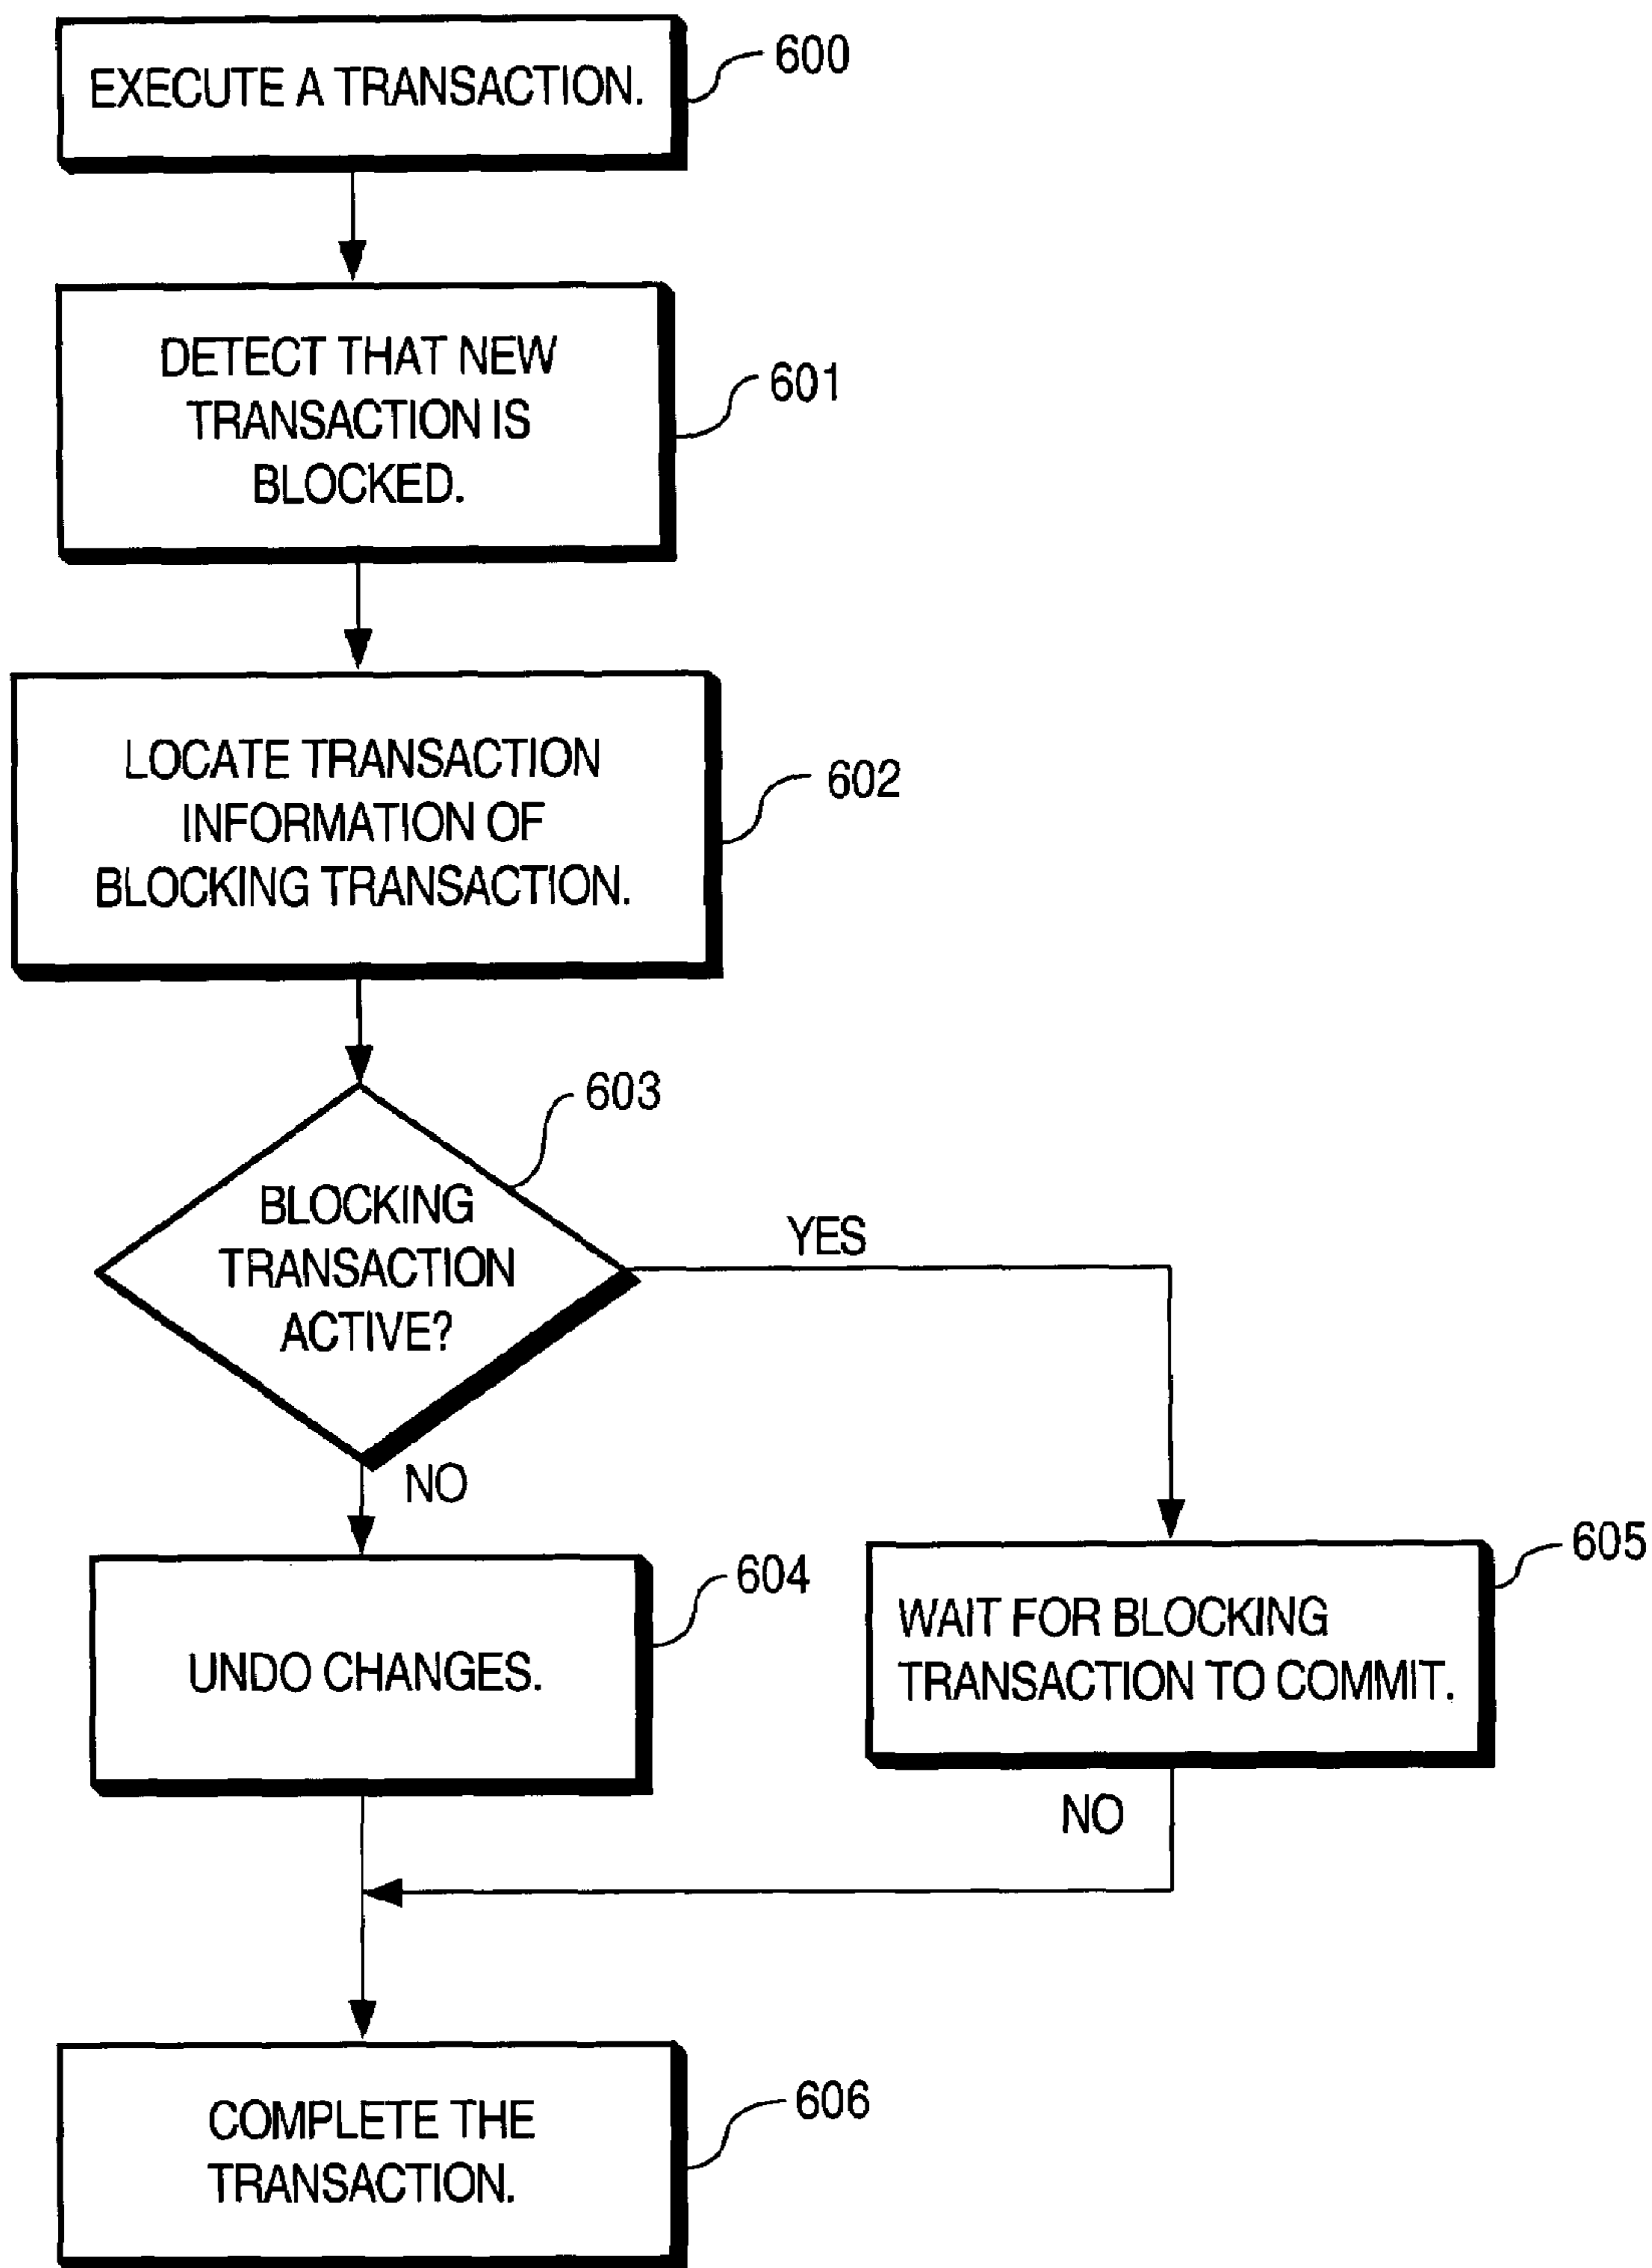 EXECUTE A TRANSACTION.
600
DETECT THAT NEW
TRANSACTION IS
BLOCKED.
601
LOCATE TRANSACTION
INFORMATION OF
BLOCKING TRANSACTION.
602
603
BLOCKING
TRANSACTION
ACTIVE?
YES
NO
604
UNDO CHANGES.
605
WAIT FOR BLOCKING
TRANSACTION TO COMMIT.
NO
COMPLETE THE
TRANSACTION.
606